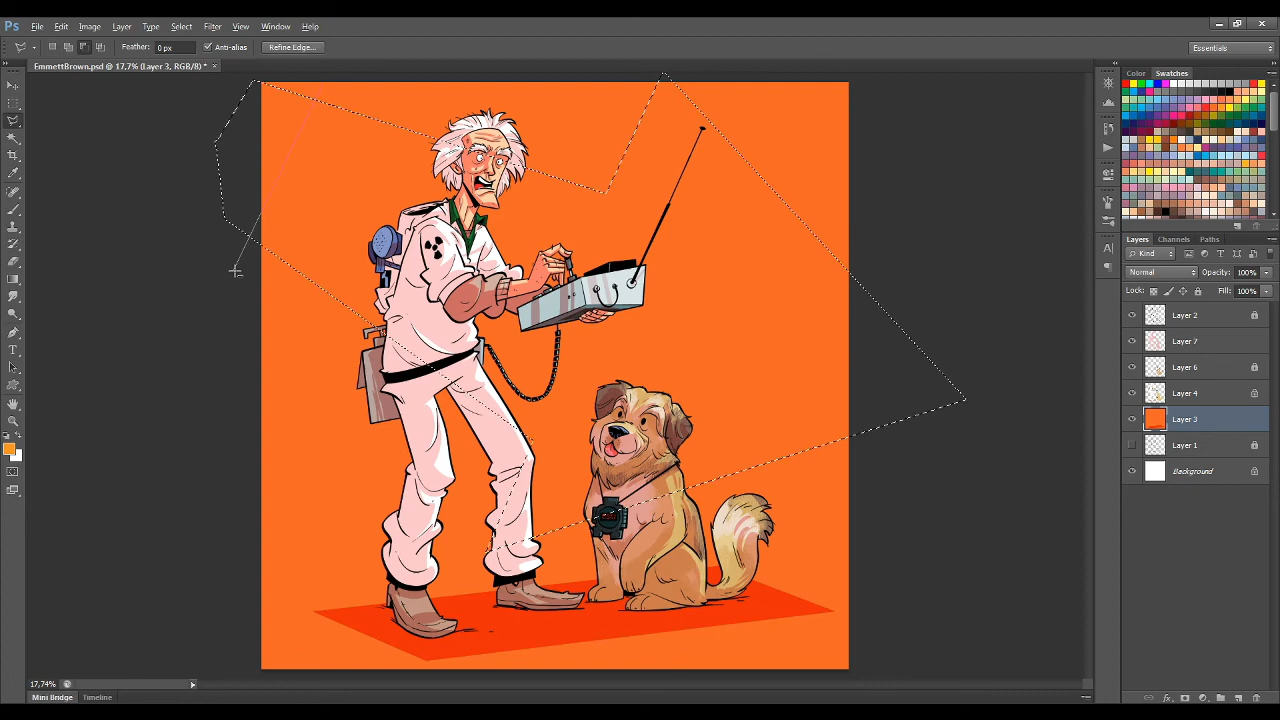 Ps File Edit Image Layer Type Select Filter View Window Help
Feather: 0 px Anti-alias Refine Edge... Essentials
EmmettBrown.psd @ 17,7% (Layer 3, RGB/8) * ×
Color Swatches
Layers Channels Paths
Kind
Normal Opacity: 100%
Lock: Fill: 100%
Layer 2
Layer 7
Layer 6
Layer 4
Layer 3
Layer 1
Background
17,74%
Mini Bridge Timeline